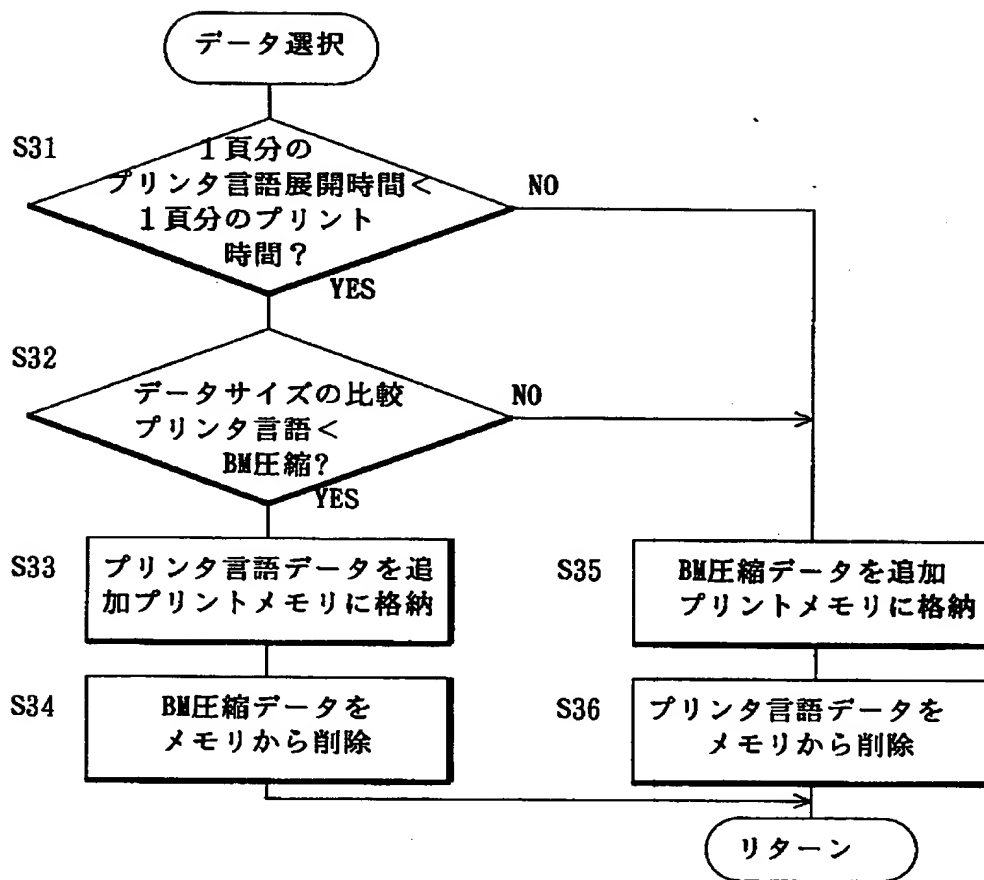 データ選択
S31
1頁分の
プリンタ言語展開時間<
1頁分のプリント
時間?
NO
YES
S32
データサイズの比較
プリンタ言語<
BM圧縮?
NO
YES
S33
プリンタ言語データを追
加プリントメモリに格納
S35
BM圧縮データを追加
プリントメモリに格納
S34
BM圧縮データを
メモリから削除
S36
プリンタ言語データを
メモリから削除
リターン